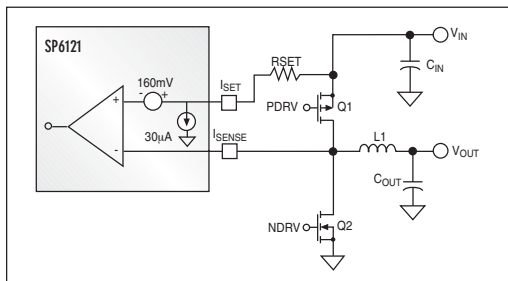 SP6121
160mV
- +
+
-
30µA
ISET
ISENSE
RSET
PDRV
Q1
VIN
CIN
L1
VOUT
COUT
NDRV
Q2